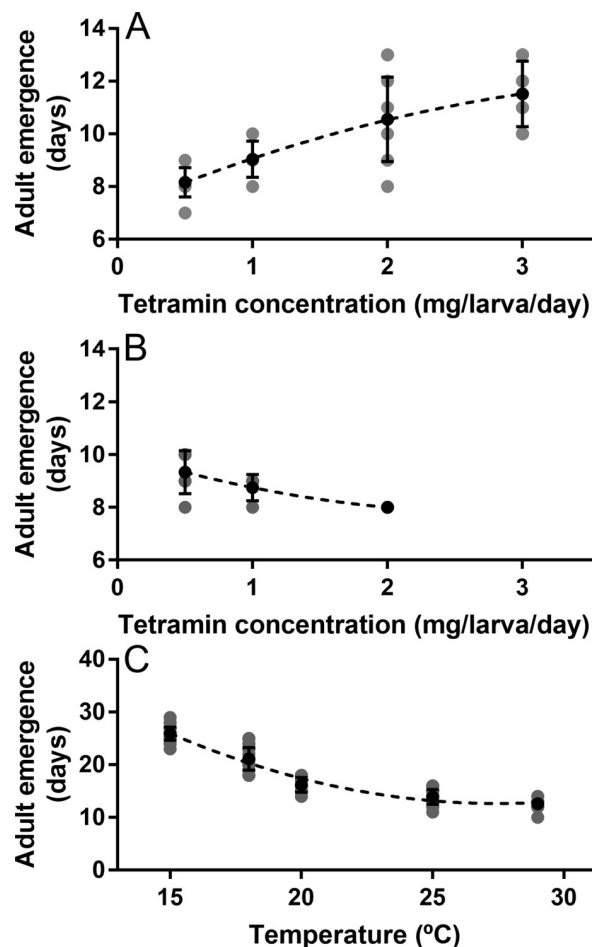 A
Adult emergence
(days)
14
12
10
8
6
0
1
2
3
Tetramin concentration (mg/larva/day)
B
Adult emergence
(days)
14
12
10
8
6
0
1
2
3
Tetramin concentration (mg/larva/day)
C
Adult emergence
(days)
40
30
20
10
0
15
20
25
30
Temperature (ºC)